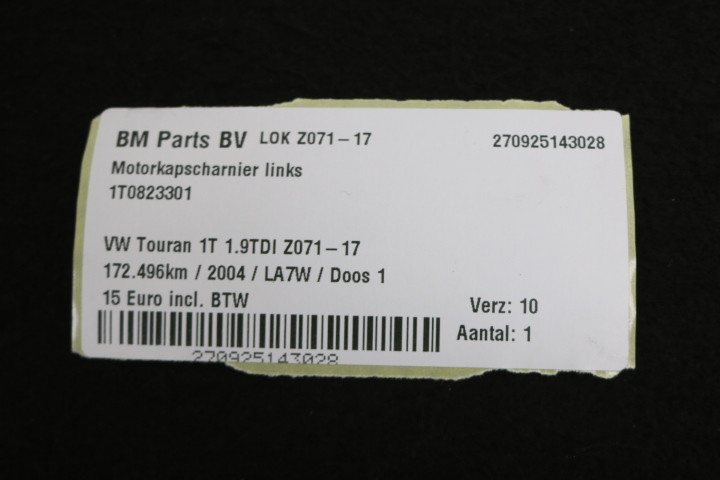 BM Parts BV LOK Z071-17 270925143028
Motorkapscharnier links
1T0823301
VW Touran 1T 1.9TDI Z071-17
172.496km / 2004 / LA7W / Doos 1
15 Euro incl. BTW
Verz: 10
Aantal: 1
270925143028